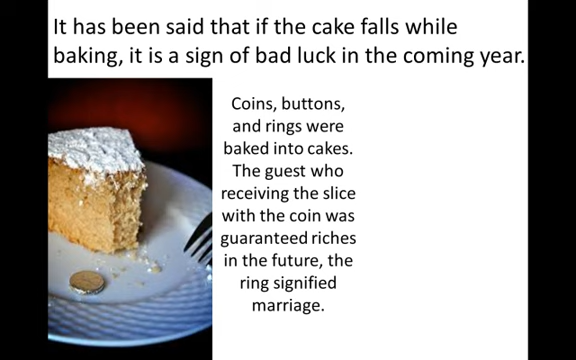 It has been said that if the cake falls while
baking, it is a sign of bad luck in the coming year.
Coins, buttons,
and rings were
baked into cakes.
The guest who
receiving the slice
with the coin was
guaranteed riches
in the future, the
ring signified
marriage.